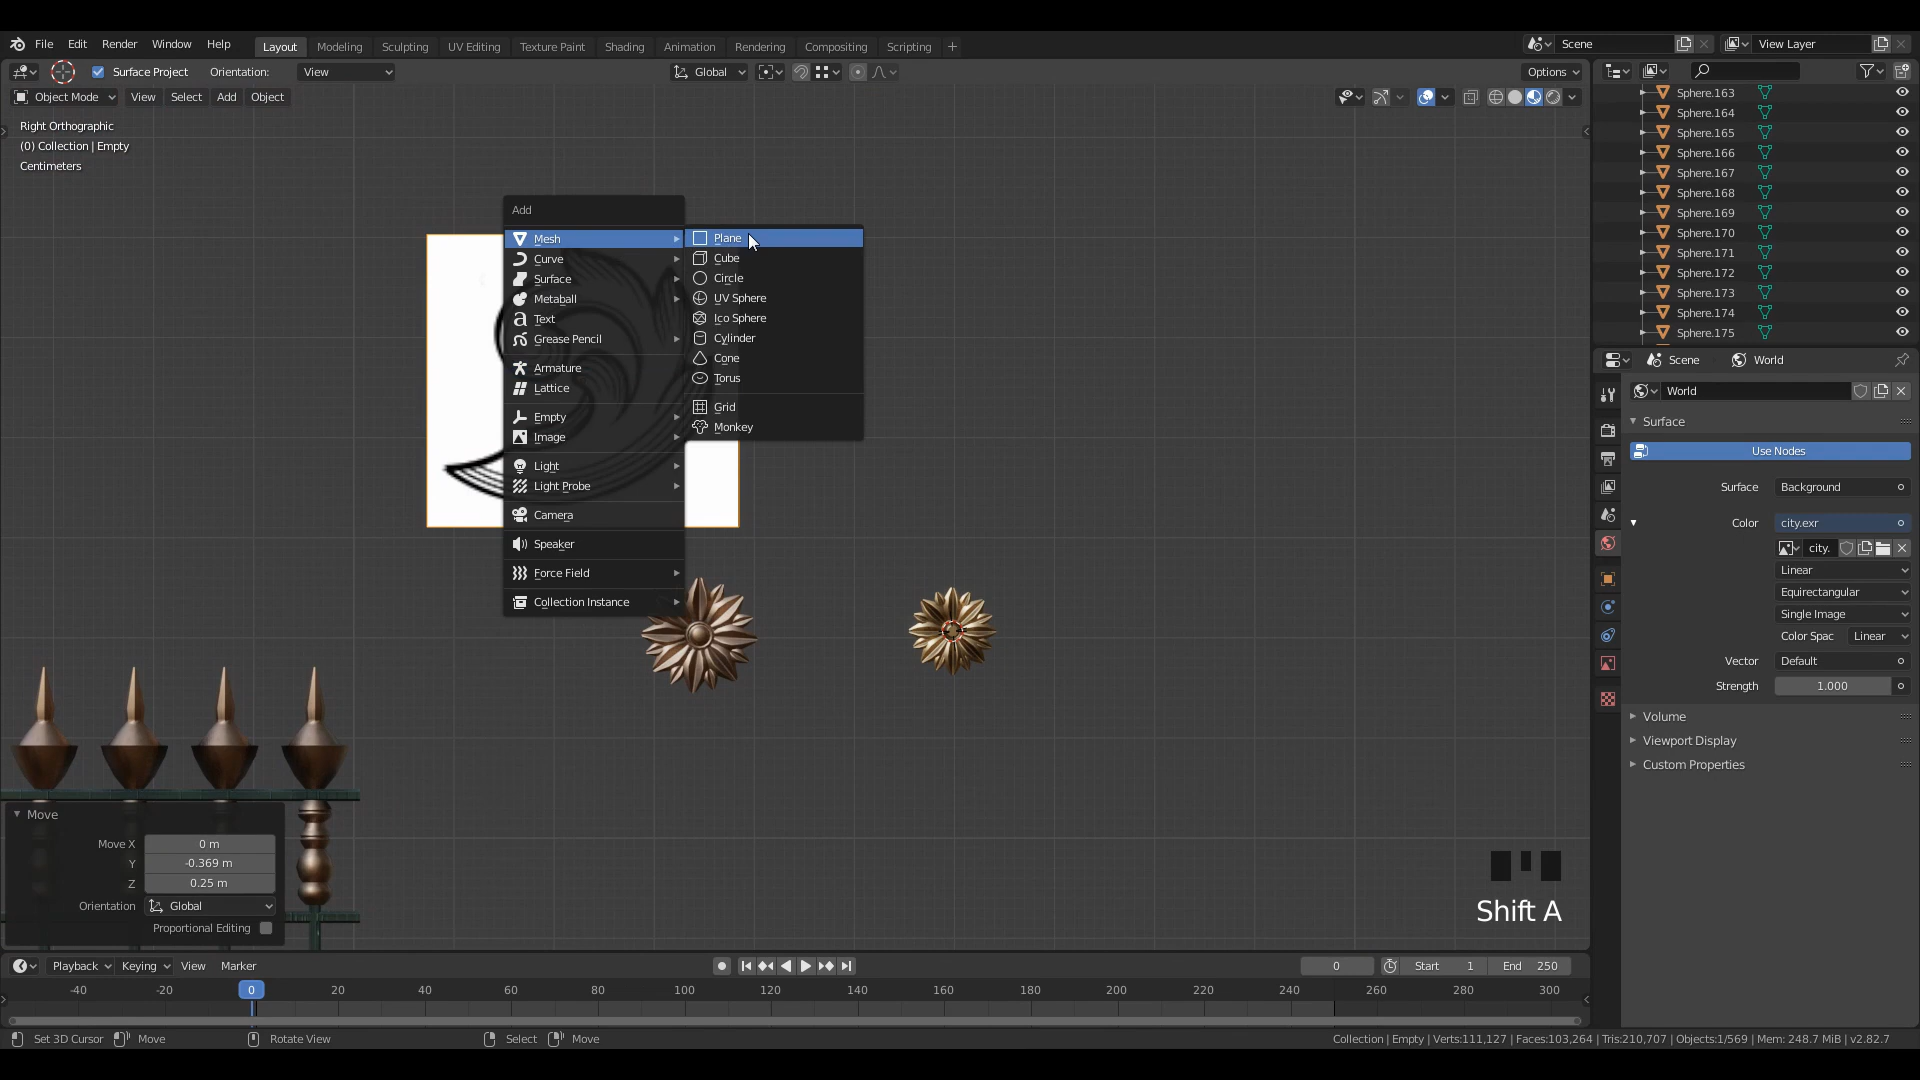 File Edit Render Window Help Layout Modeling Sculpting UV Editing Texture Paint Shading Animation Rendering Compositing Scripting + Scene View Layer
Surface Project Orientation: View Global Options
Object Mode View Select Add Object
Right Orthographic
(0) Collection | Empty
Centimeters
Add
Mesh
Curve
Surface
Metaball
Text
Grease Pencil
Armature
Lattice
Empty
Image
Light
Light Probe
Camera
Speaker
Force Field
Collection Instance
Plane
Cube
Circle
UV Sphere
Ico Sphere
Cylinder
Cone
Torus
Grid
Monkey
Sphere.163
Sphere.164
Sphere.165
Sphere.166
Sphere.167
Sphere.168
Sphere.169
Sphere.170
Sphere.171
Sphere.172
Sphere.173
Sphere.174
Sphere.175
Scene World
World
Surface
Use Nodes
Surface Background
Color city.exr
city.
Linear
Equirectangular
Single Image
Color Spac Linear
Vector Default
Strength 1.000
Volume
Viewport Display
Custom Properties
Move
Move X 0 m
Y -0.369 m
Z 0.25 m
Orientation Global
Proportional Editing
Shift A
Playback Keying View Marker 0 Start 1 End 250
-40 -20 0 20 40 60 80 100 120 140 160 180 200 220 240 260 280 300
Set 3D Cursor Move Rotate View Select Move Collection | Empty | Verts:111,127 | Faces:103,264 | Tris:210,707 | Objects:1/569 | Mem: 248.7 MiB | v2.82.7